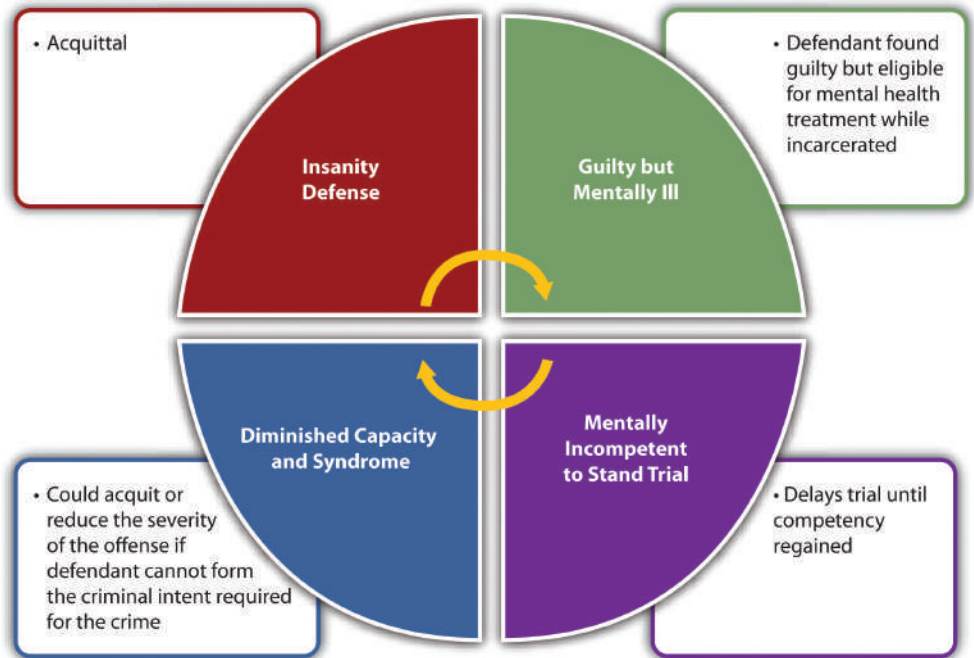 • Acquittal
Insanity
Defense
Guilty but
Mentally Ill
• Defendant found
guilty but eligible
for mental health
treatment while
incarcerated
Diminished Capacity
and Syndrome
Mentally
Incompetent
to Stand Trial
• Could acquit or
reduce the severity
of the offense if
defendant cannot form
the criminal intent required
for the crime
• Delays trial until
competency
regained